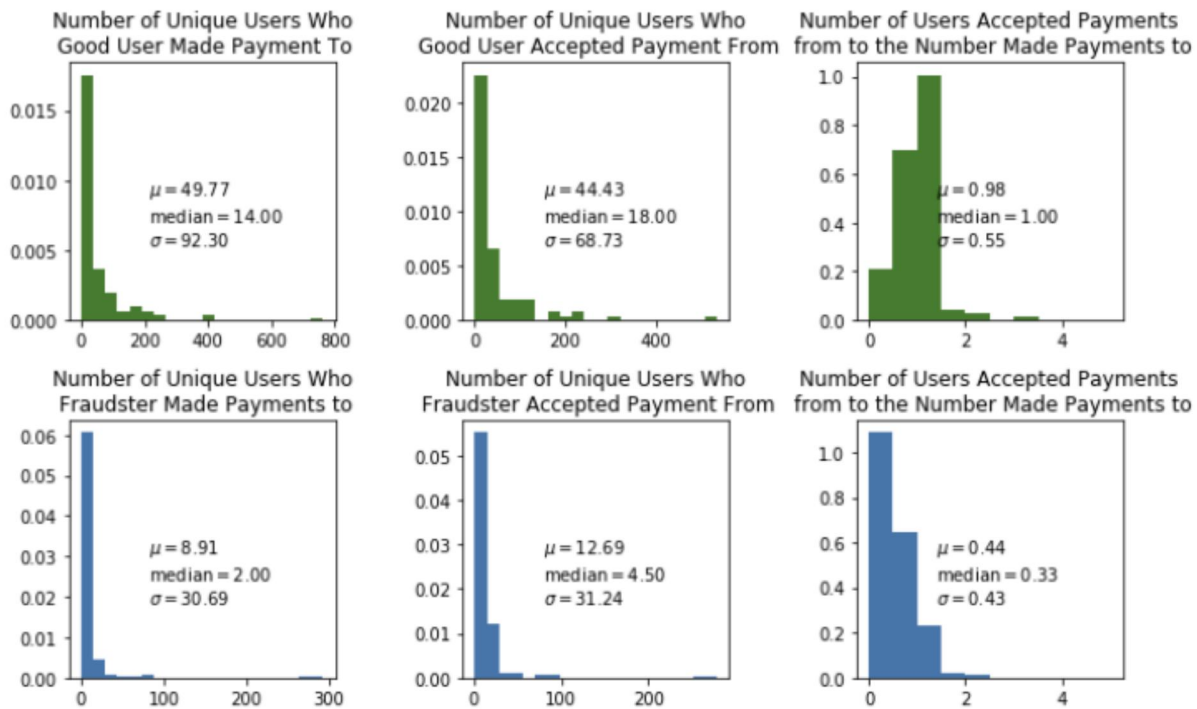 Number of Unique Users Who
Good User Made Payment To
0.015
0.010
0.005
0.000
μ = 49.77
median = 14.00
σ = 92.30
0 200 400 600 800
Number of Unique Users Who
Good User Accepted Payment From
0.020
0.015
0.010
0.005
0.000
μ = 44.43
median = 18.00
σ = 68.73
0 200 400
Number of Users Accepted Payments
from to the Number Made Payments to
1.0
0.8
0.6
0.4
0.2
0.0
μ = 0.98
median = 1.00
σ = 0.55
0 2 4
Number of Unique Users Who
Fraudster Made Payments to
0.06
0.05
0.04
0.03
0.02
0.01
0.00
μ = 8.91
median = 2.00
σ = 30.69
0 100 200 300
Number of Unique Users Who
Fraudster Accepted Payment From
0.05
0.04
0.03
0.02
0.01
0.00
μ = 12.69
median = 4.50
σ = 31.24
0 100 200
Number of Users Accepted Payments
from to the Number Made Payments to
1.0
0.8
0.6
0.4
0.2
0.0
μ = 0.44
median = 0.33
σ = 0.43
0 2 4